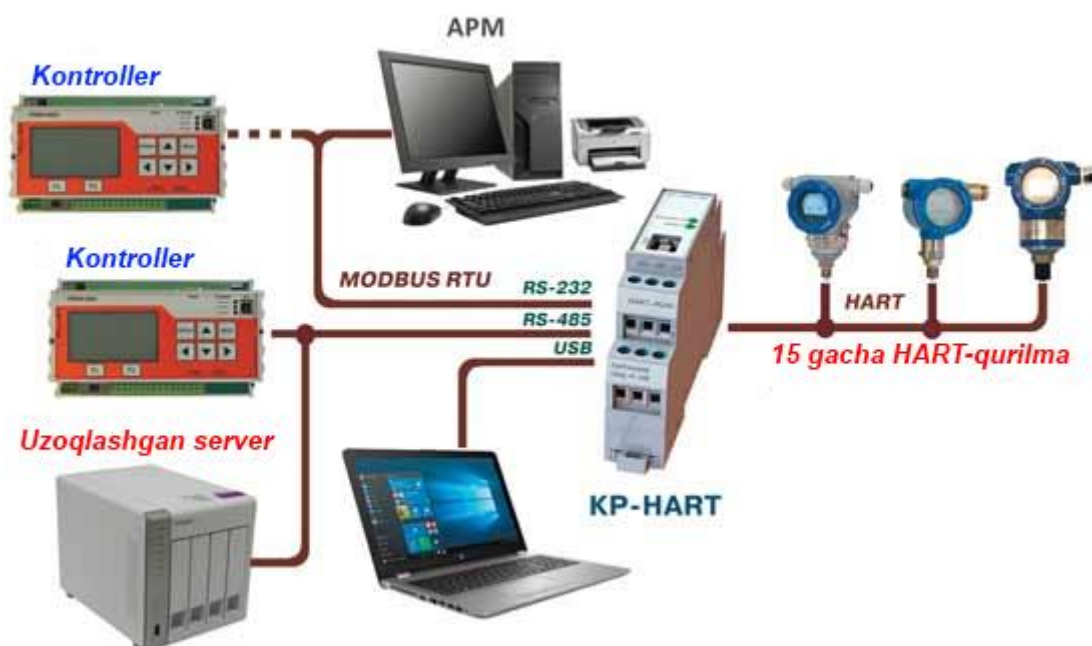 APM
Kontroller
Kontroller
MODBUS RTU
RS-232
RS-485
USB
HART
15 gacha HART-qurilma
Uzoqlashgan server
KP-HART